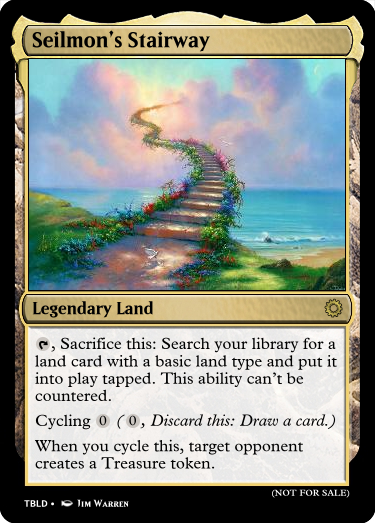 Seilmon's Stairway
Legendary Land
, Sacrifice this: Search your library for a
land card with a basic land type and put it
into play tapped. This ability can't be
countered.
Cycling 0 ( 0, Discard this: Draw a card.)
When you cycle this, target opponent
creates a Treasure token.
(NOT FOR SALE)
TBLD • Jim Warren